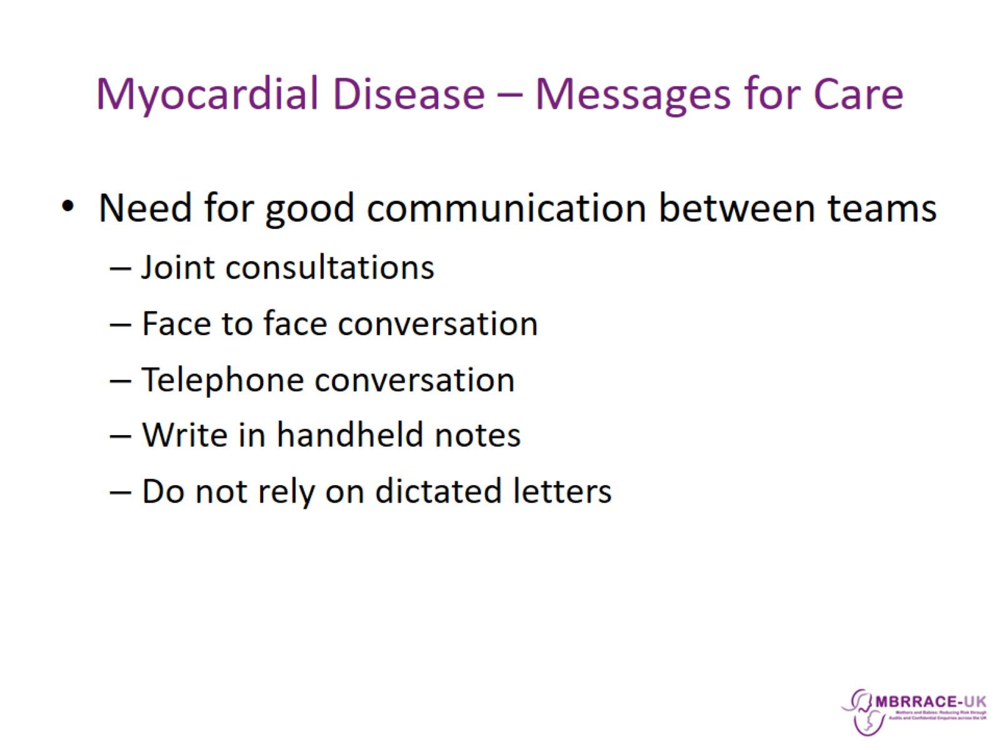 Myocardial Disease – Messages for Care
• Need for good communication between teams
– Joint consultations
– Face to face conversation
– Telephone conversation
– Write in handheld notes
– Do not rely on dictated letters
MBRRACE-UK
Mothers and Babies: Reducing Risk through
Audits and Confidential Enquiries across the UK